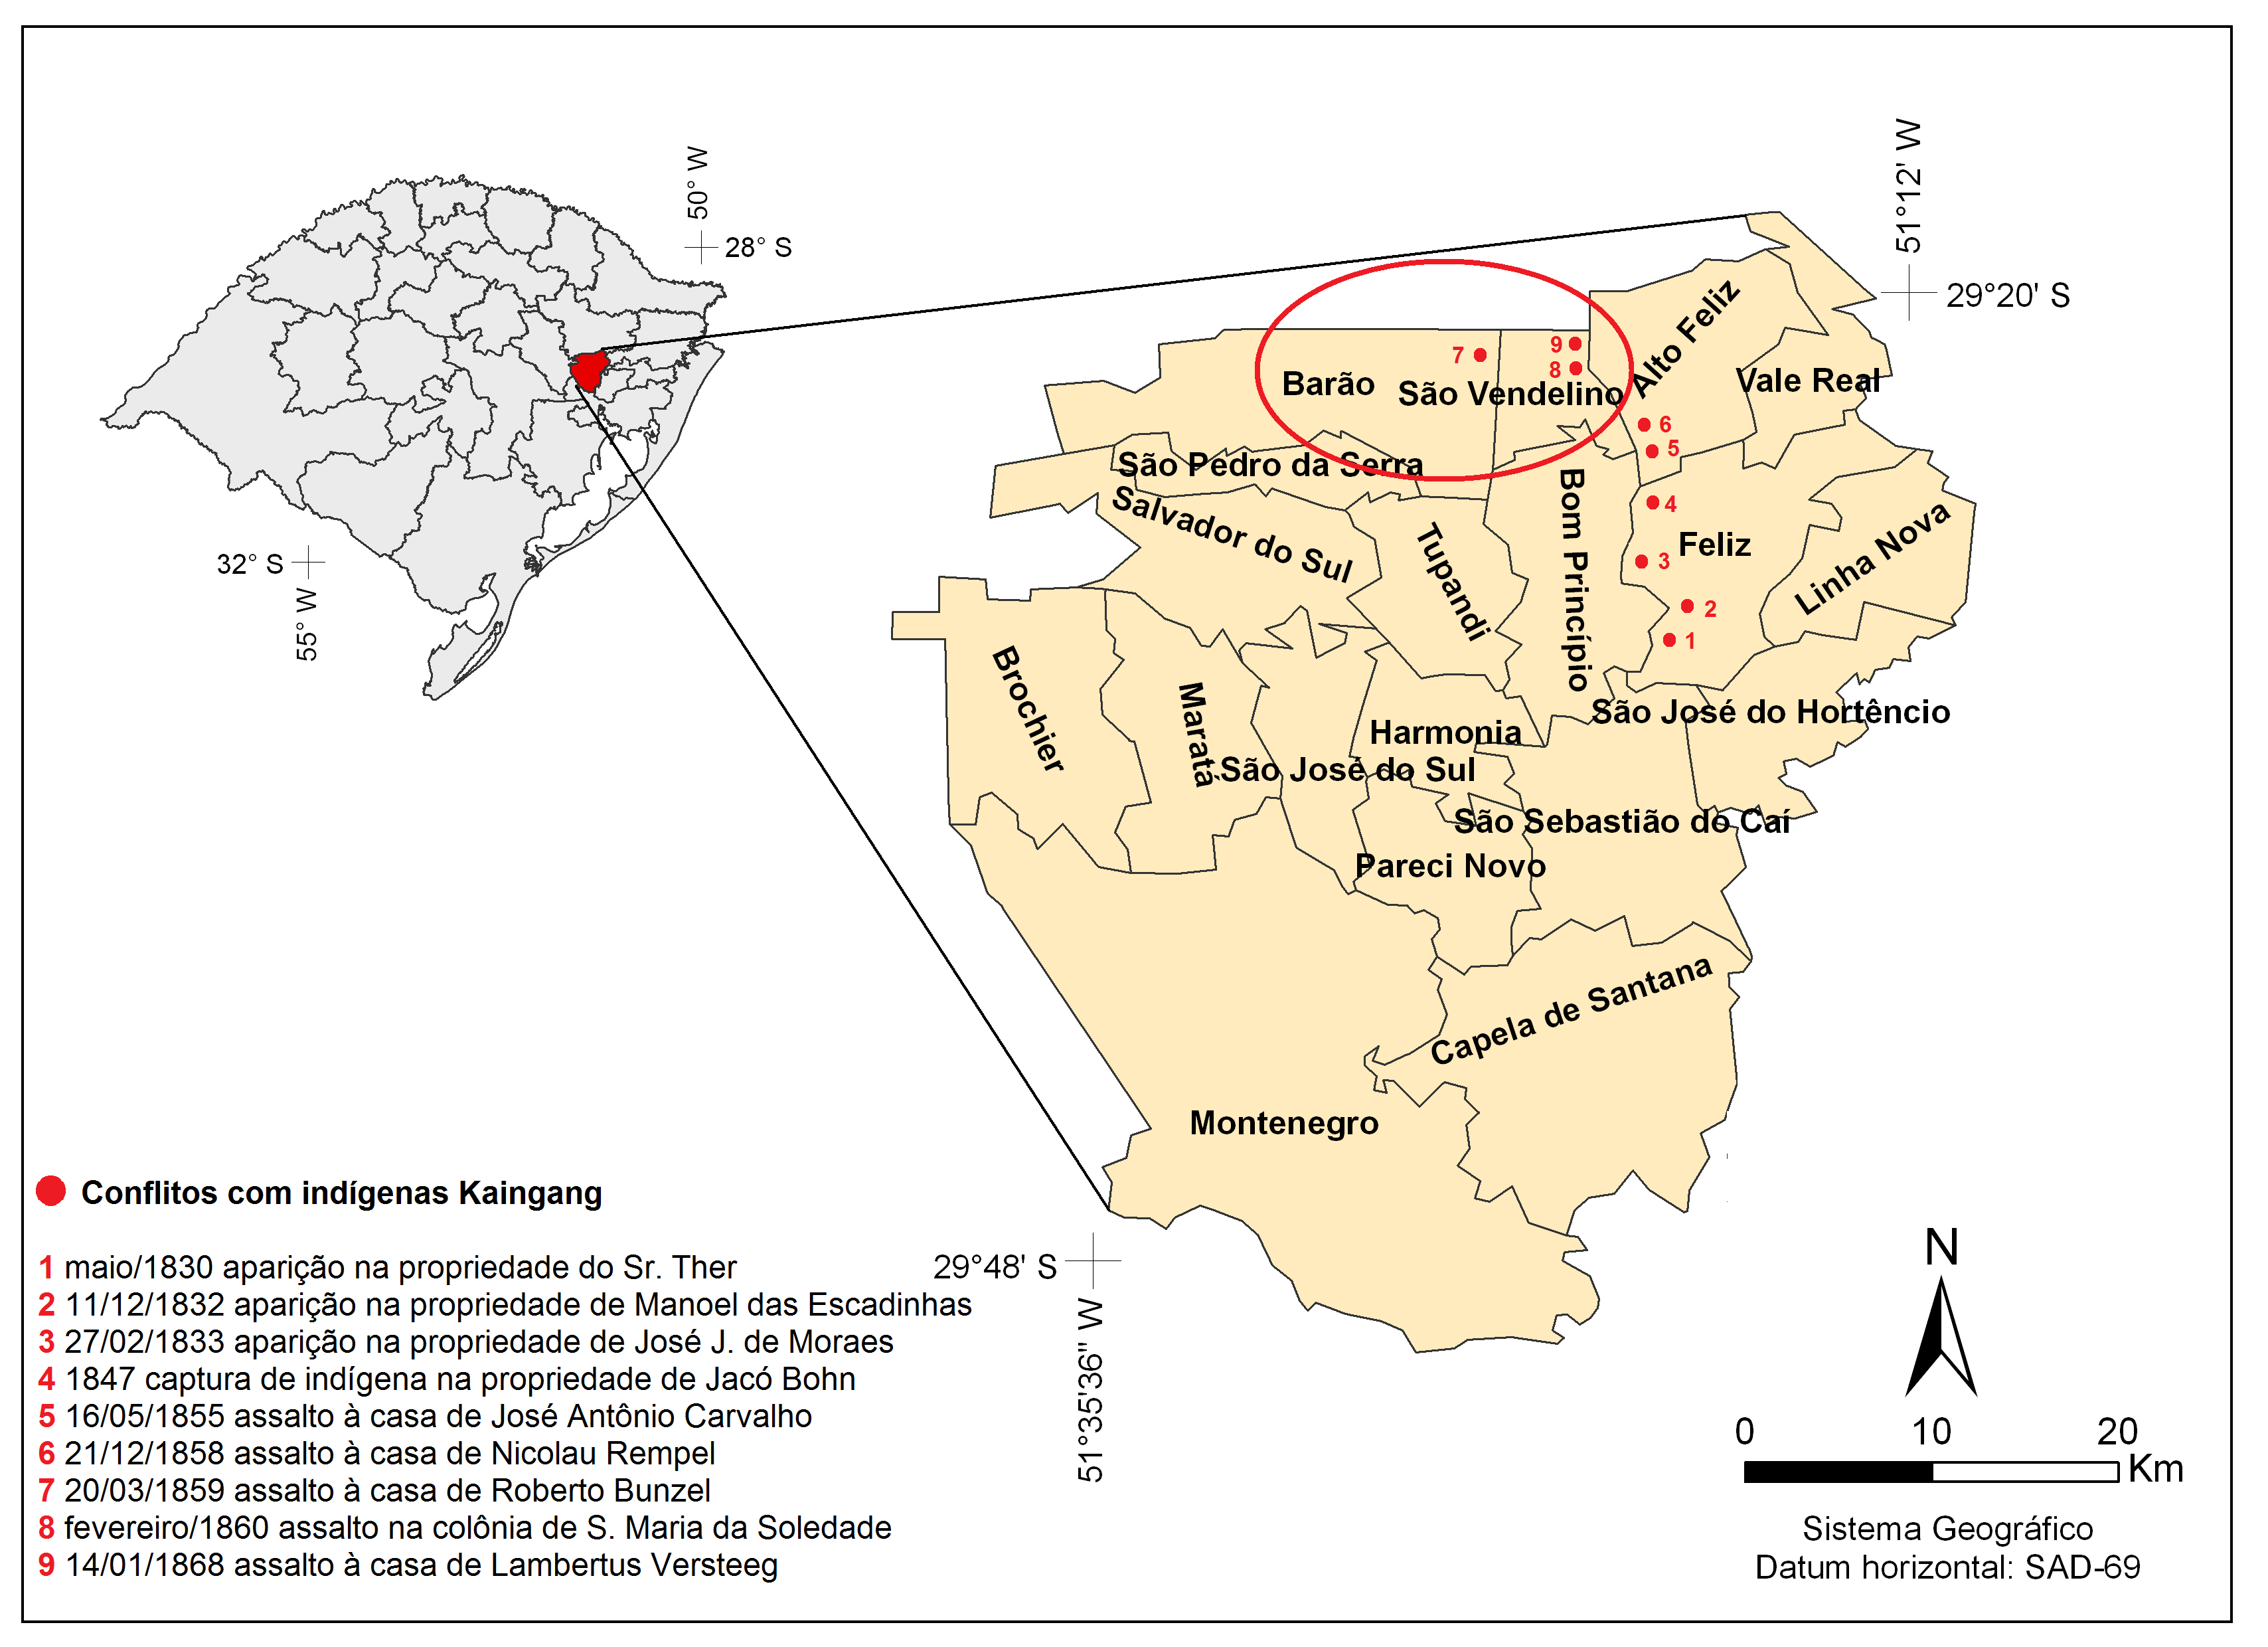 50° W
28° S
32° S
55° W
51°12' W
29°20' S
Alto Feliz
Vale Real
7
9
8
Barão
São Vendelino
6
5
São Pedro da Serra
Salvador do Sul
Tupandi
Bom Princípio
4
Feliz
3
Linha Nova
2
1
Brochier
Maratá
Harmonia
São José do Hortêncio
São José do Sul
São Sebastião do Caí
Pareci Novo
Capela de Santana
Montenegro
29°48' S
51°35'36" W
Conflitos com indígenas Kaingang
1 maio/1830 aparição na propriedade do Sr. Ther
2 11/12/1832 aparição na propriedade de Manoel das Escadinhas
3 27/02/1833 aparição na propriedade de José J. de Moraes
4 1847 captura de indígena na propriedade de Jacó Bohn
5 16/05/1855 assalto à casa de José Antônio Carvalho
6 21/12/1858 assalto à casa de Nicolau Rempel
7 20/03/1859 assalto à casa de Roberto Bunzel
8 fevereiro/1860 assalto na colônia de S. Maria da Soledade
9 14/01/1868 assalto à casa de Lambertus Versteeg
N
0 10 20
Km
Sistema Geográfico
Datum horizontal: SAD-69